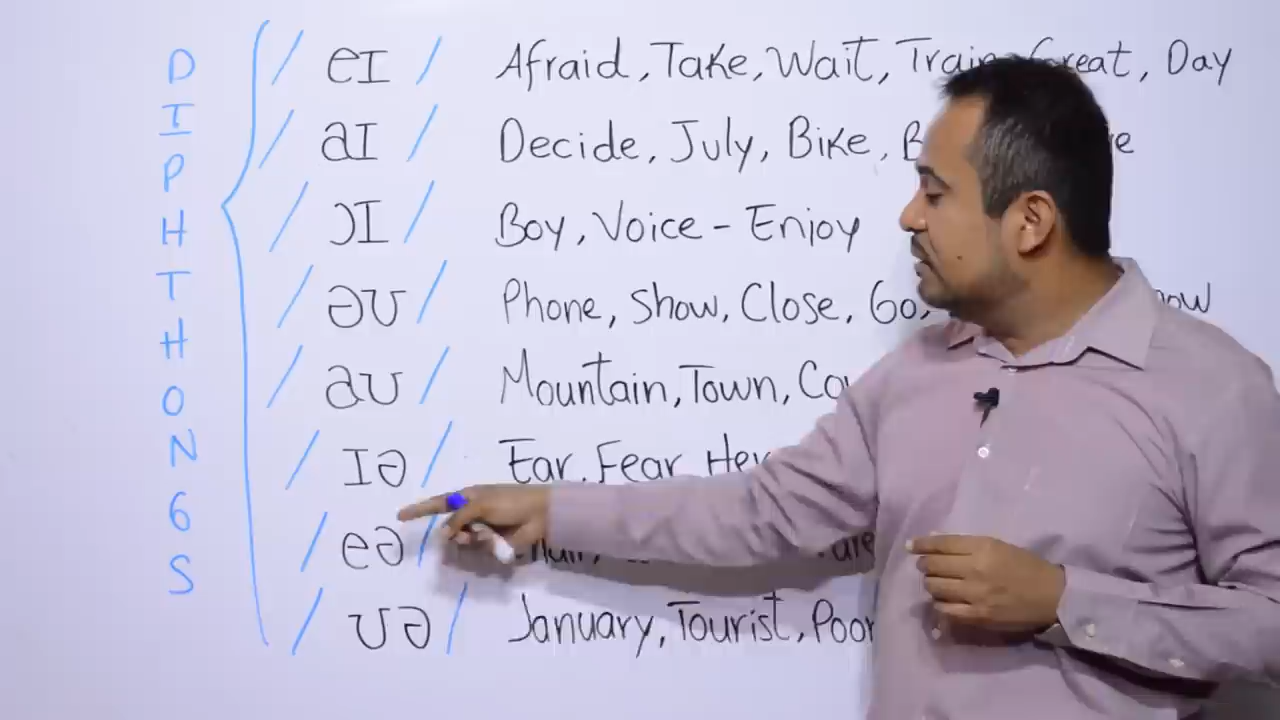 DIPHTHONGS
/ eɪ / Afraid, Take, Wait, Train, Great, Day
/ aɪ / Decide, July, Bike,
/ ɔɪ / Boy, Voice - Enjoy
/ əʊ / Phone, Show, Close, Go,
/ aʊ / Mountain, Town,
/ ɪə / Ear, Fear,
/ eə /
/ ʊə / January, Tourist, Poor